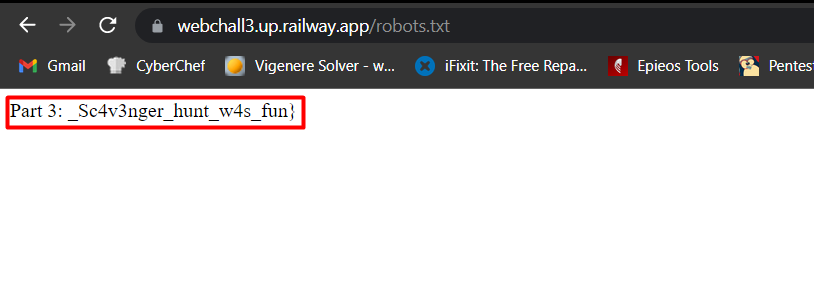 webchall3.up.railway.app/robots.txt
Gmail CyberChef Vigenere Solver - w... iFixit: The Free Repa... Epieos Tools Pentest
Part 3: _Sc4v3nger_hunt_w4s_fun}